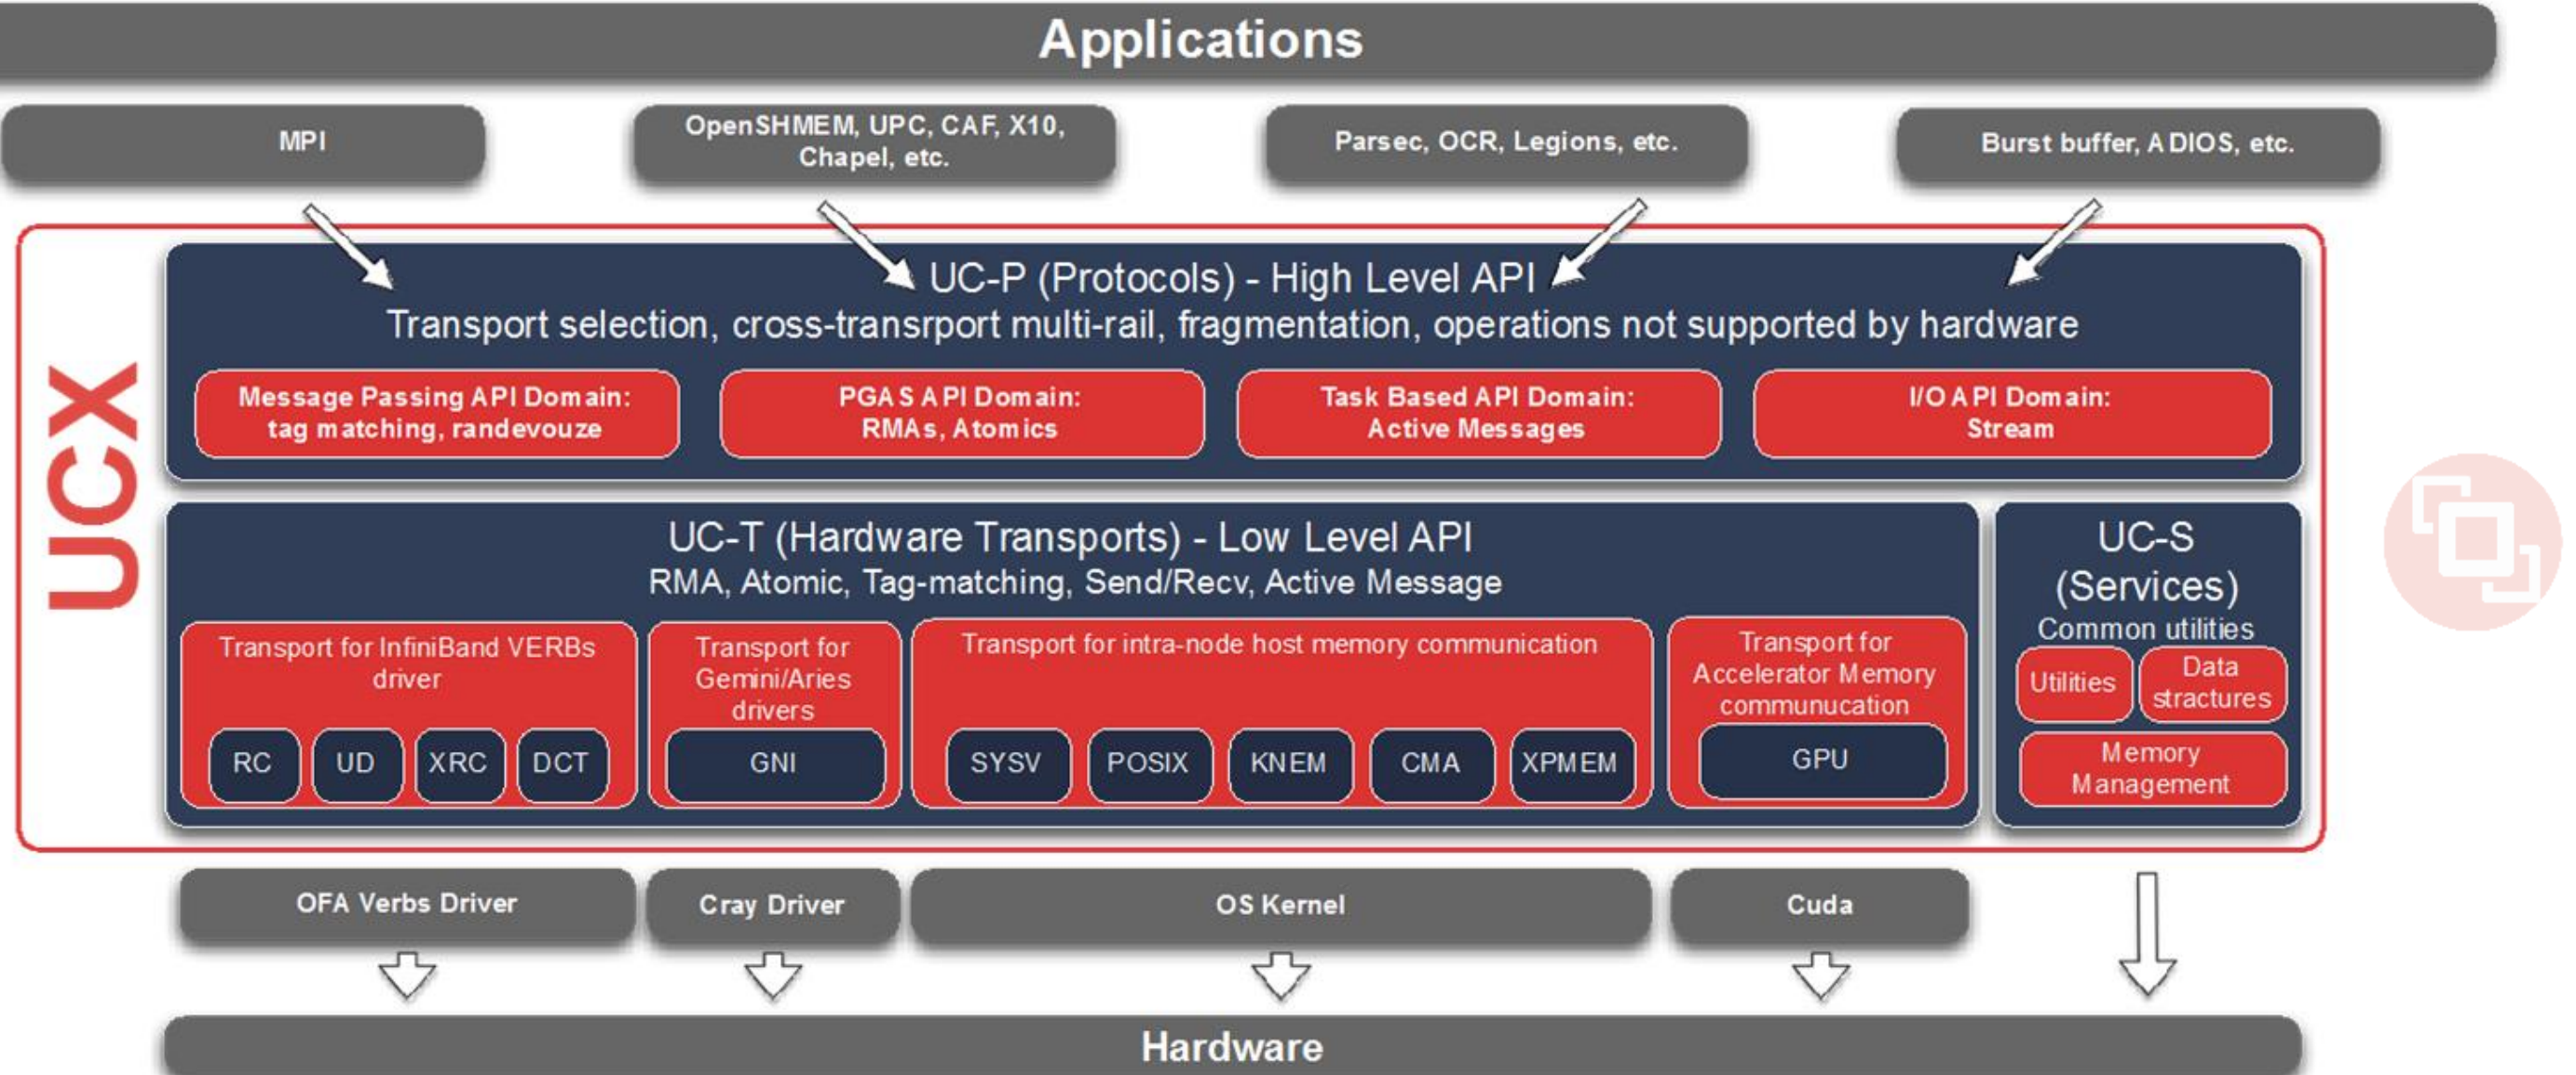 Applications
MPI
OpenSHMEM, UPC, CAF, X10,
Chapel, etc.
Parsec, OCR, Legions, etc.
Burst buffer, ADIOS, etc.
UCX
UC-P (Protocols) - High Level API
Transport selection, cross-transrport multi-rail, fragmentation, operations not supported by hardware
Message Passing API Domain:
tag matching, randevouze
PGAS API Domain:
RMAs, Atomics
Task Based API Domain:
Active Messages
I/O API Domain:
Stream
UC-T (Hardware Transports) - Low Level API
RMA, Atomic, Tag-matching, Send/Recv, Active Message
Transport for InfiniBand VERBs
driver
RC
UD
XRC
DCT
Transport for
Gemini/Aries
drivers
GNI
Transport for intra-node host memory communication
SYSV
POSIX
KNEM
CMA
XPMEM
Transport for
Accelerator Memory
communucation
GPU
UC-S
(Services)
Common utilities
Utilities
Data
stractures
Memory
Management
OFA Verbs Driver
Cray Driver
OS Kernel
Cuda
Hardware